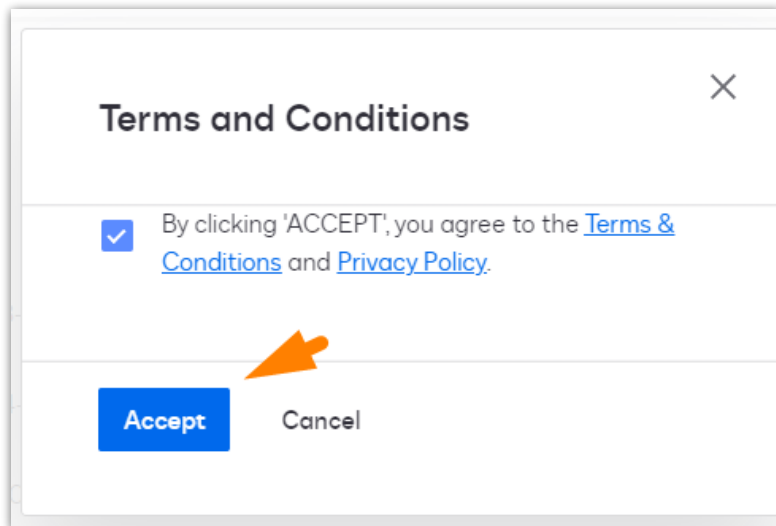 Terms and Conditions
By clicking 'ACCEPT', you agree to the Terms &
Conditions and Privacy Policy.
Accept Cancel